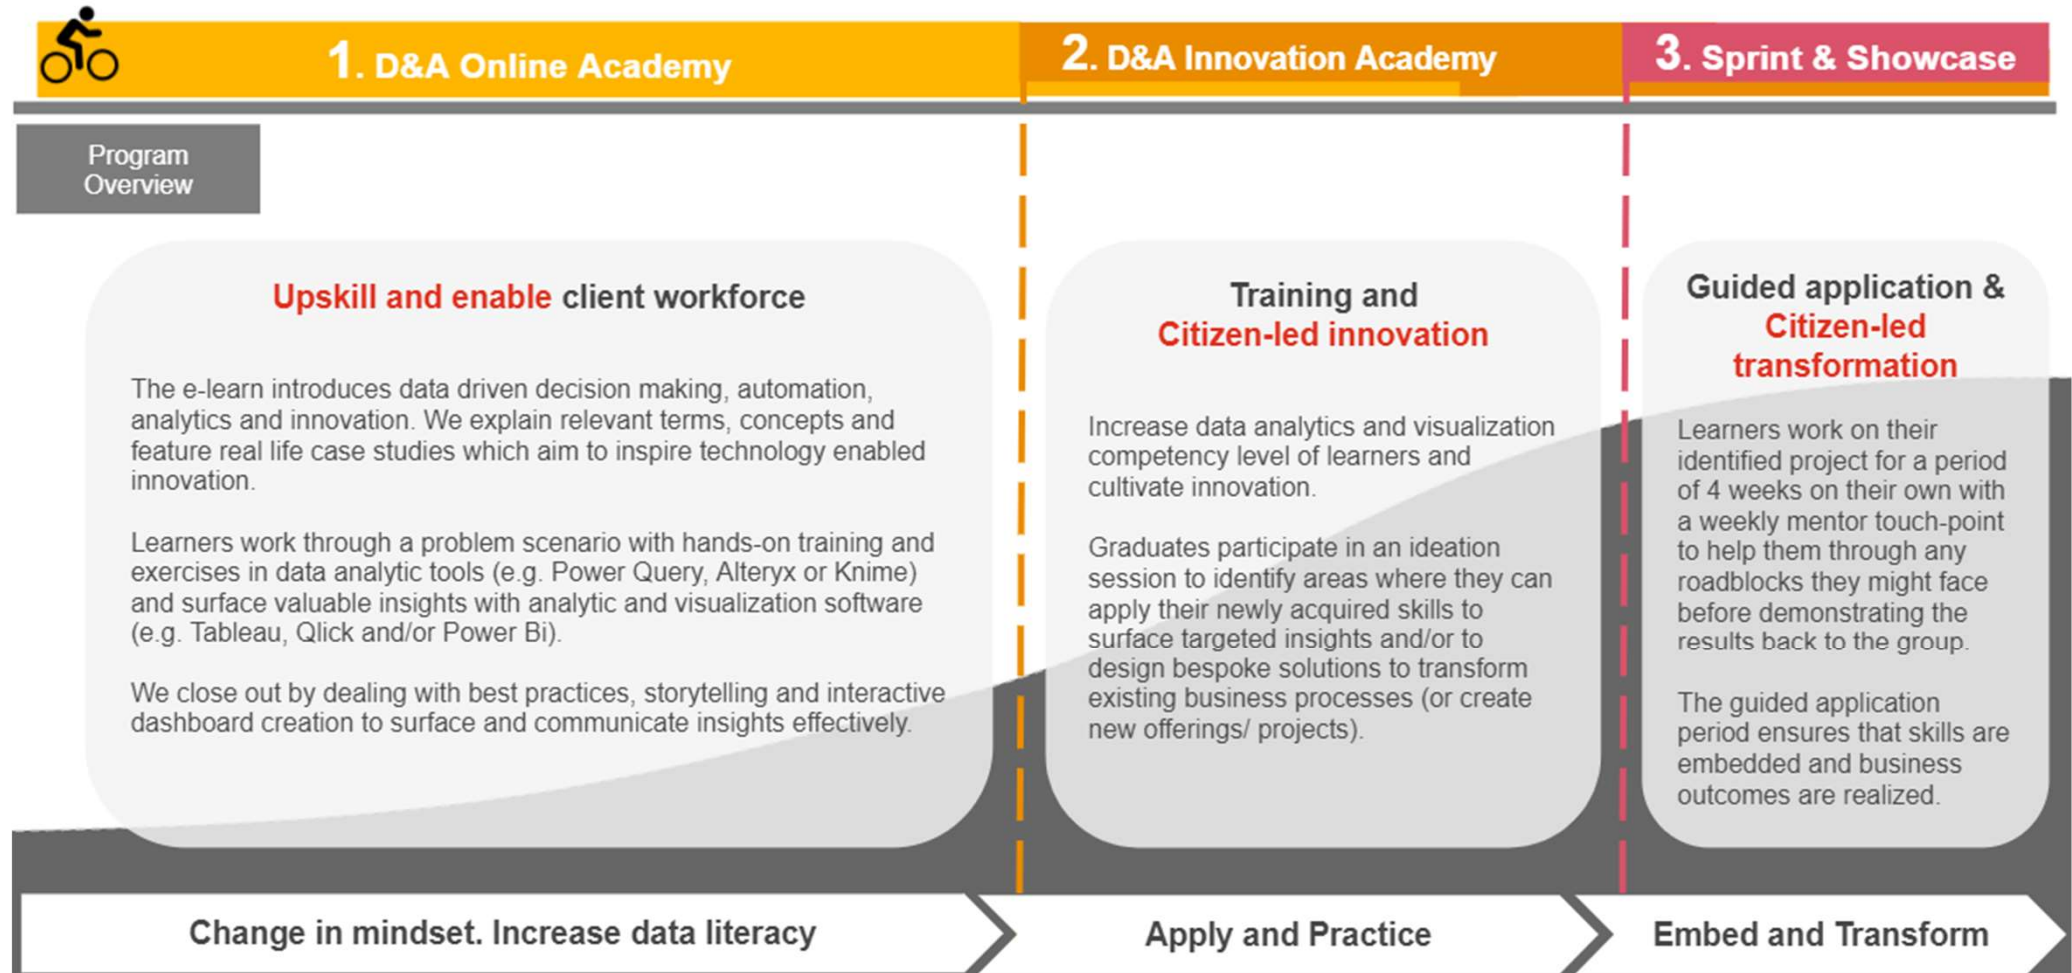 1. D&A Online Academy
2. D&A Innovation Academy
3. Sprint & Showcase
Program
Overview
Upskill and enable client workforce
The e-learn introduces data driven decision making, automation,
analytics and innovation. We explain relevant terms, concepts and
feature real life case studies which aim to inspire technology enabled
innovation.
Learners work through a problem scenario with hands-on training and
exercises in data analytic tools (e.g. Power Query, Alteryx or Knime)
and surface valuable insights with analytic and visualization software
(e.g. Tableau, Qlick and/or Power Bi).
We close out by dealing with best practices, storytelling and interactive
dashboard creation to surface and communicate insights effectively.
Training and
Citizen-led innovation
Increase data analytics and visualization
competency level of learners and
cultivate innovation.
Graduates participate in an ideation
session to identify areas where they can
apply their newly acquired skills to
surface targeted insights and/or to
design bespoke solutions to transform
existing business processes (or create
new offerings/ projects).
Guided application &
Citizen-led
transformation
Learners work on their
identified project for a period
of 4 weeks on their own with
a weekly mentor touch-point
to help them through any
roadblocks they might face
before demonstrating the
results back to the group.
The guided application
period ensures that skills are
embedded and business
outcomes are realized.
Change in mindset. Increase data literacy
Apply and Practice
Embed and Transform